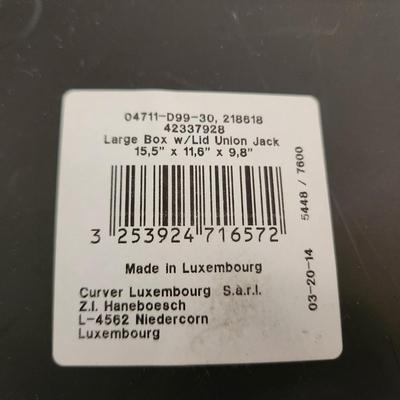 04711-D99-30, 218618
42337928
Large Box w/Lid Union Jack
15,5" x 11,6" x 9,8"
3 253924 716572
Made in Luxembourg
Curver Luxembourg S.a.r.l.
Z.I. Haneboesch
L-4562 Niedercorn
Luxembourg
03-20-14 5448 / 7600